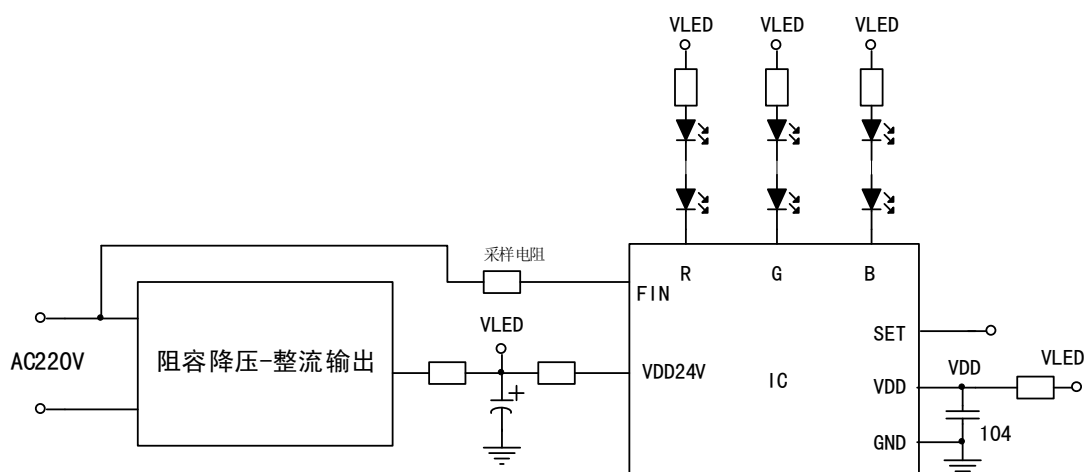 VLED VLED VLED
采样电阻
R G B
FIN
VLED
SET
AC220V
阻容降压-整流输出
VDD24V
IC
VDD
VDD
VLED
+
GND
104